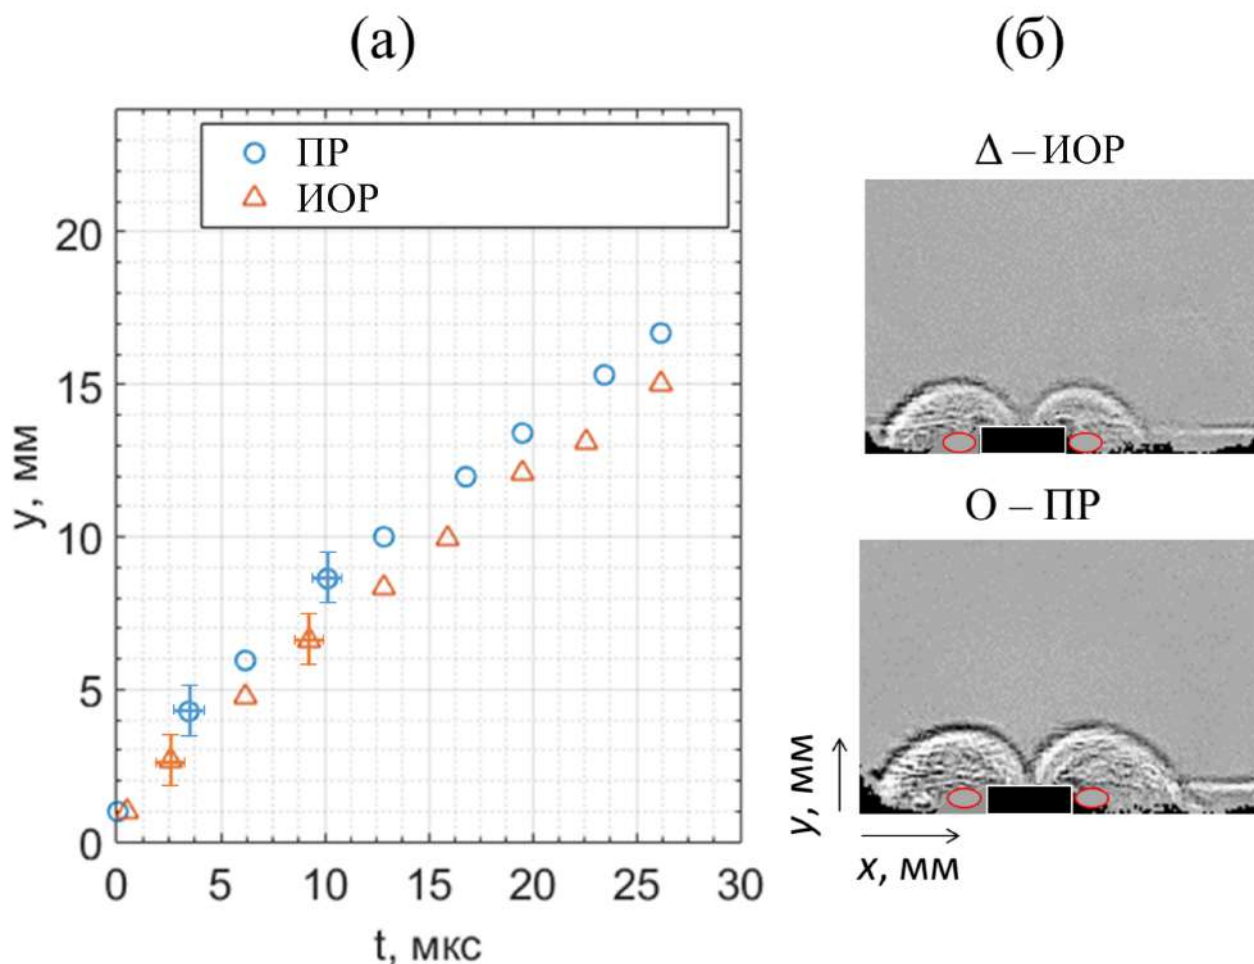 (а)
(б)
ПР
ИОР
Δ – ИОР
О – ПР
20
15
10
5
0
y, мм
0 5 10 15 20 25 30
t, мкс
y, мм
x, мм